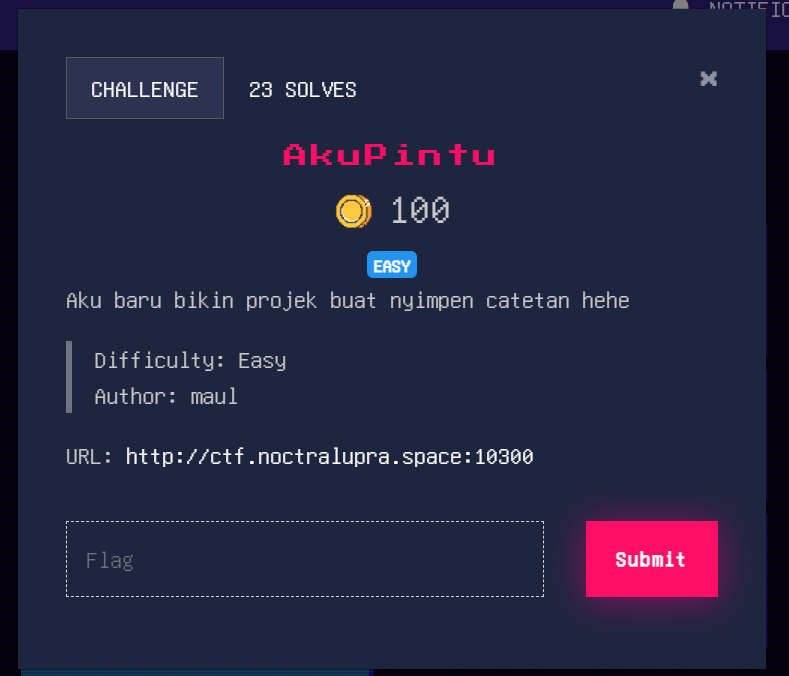 NOTIFIC
CHALLENGE
23 SOLVES
AkuPintu
100
EASY
Aku baru bikin projek buat nyimpen catetan hehe
Difficulty: Easy
Author: maul
URL: http://ctf.noctralupra.space:10300
Flag
Submit